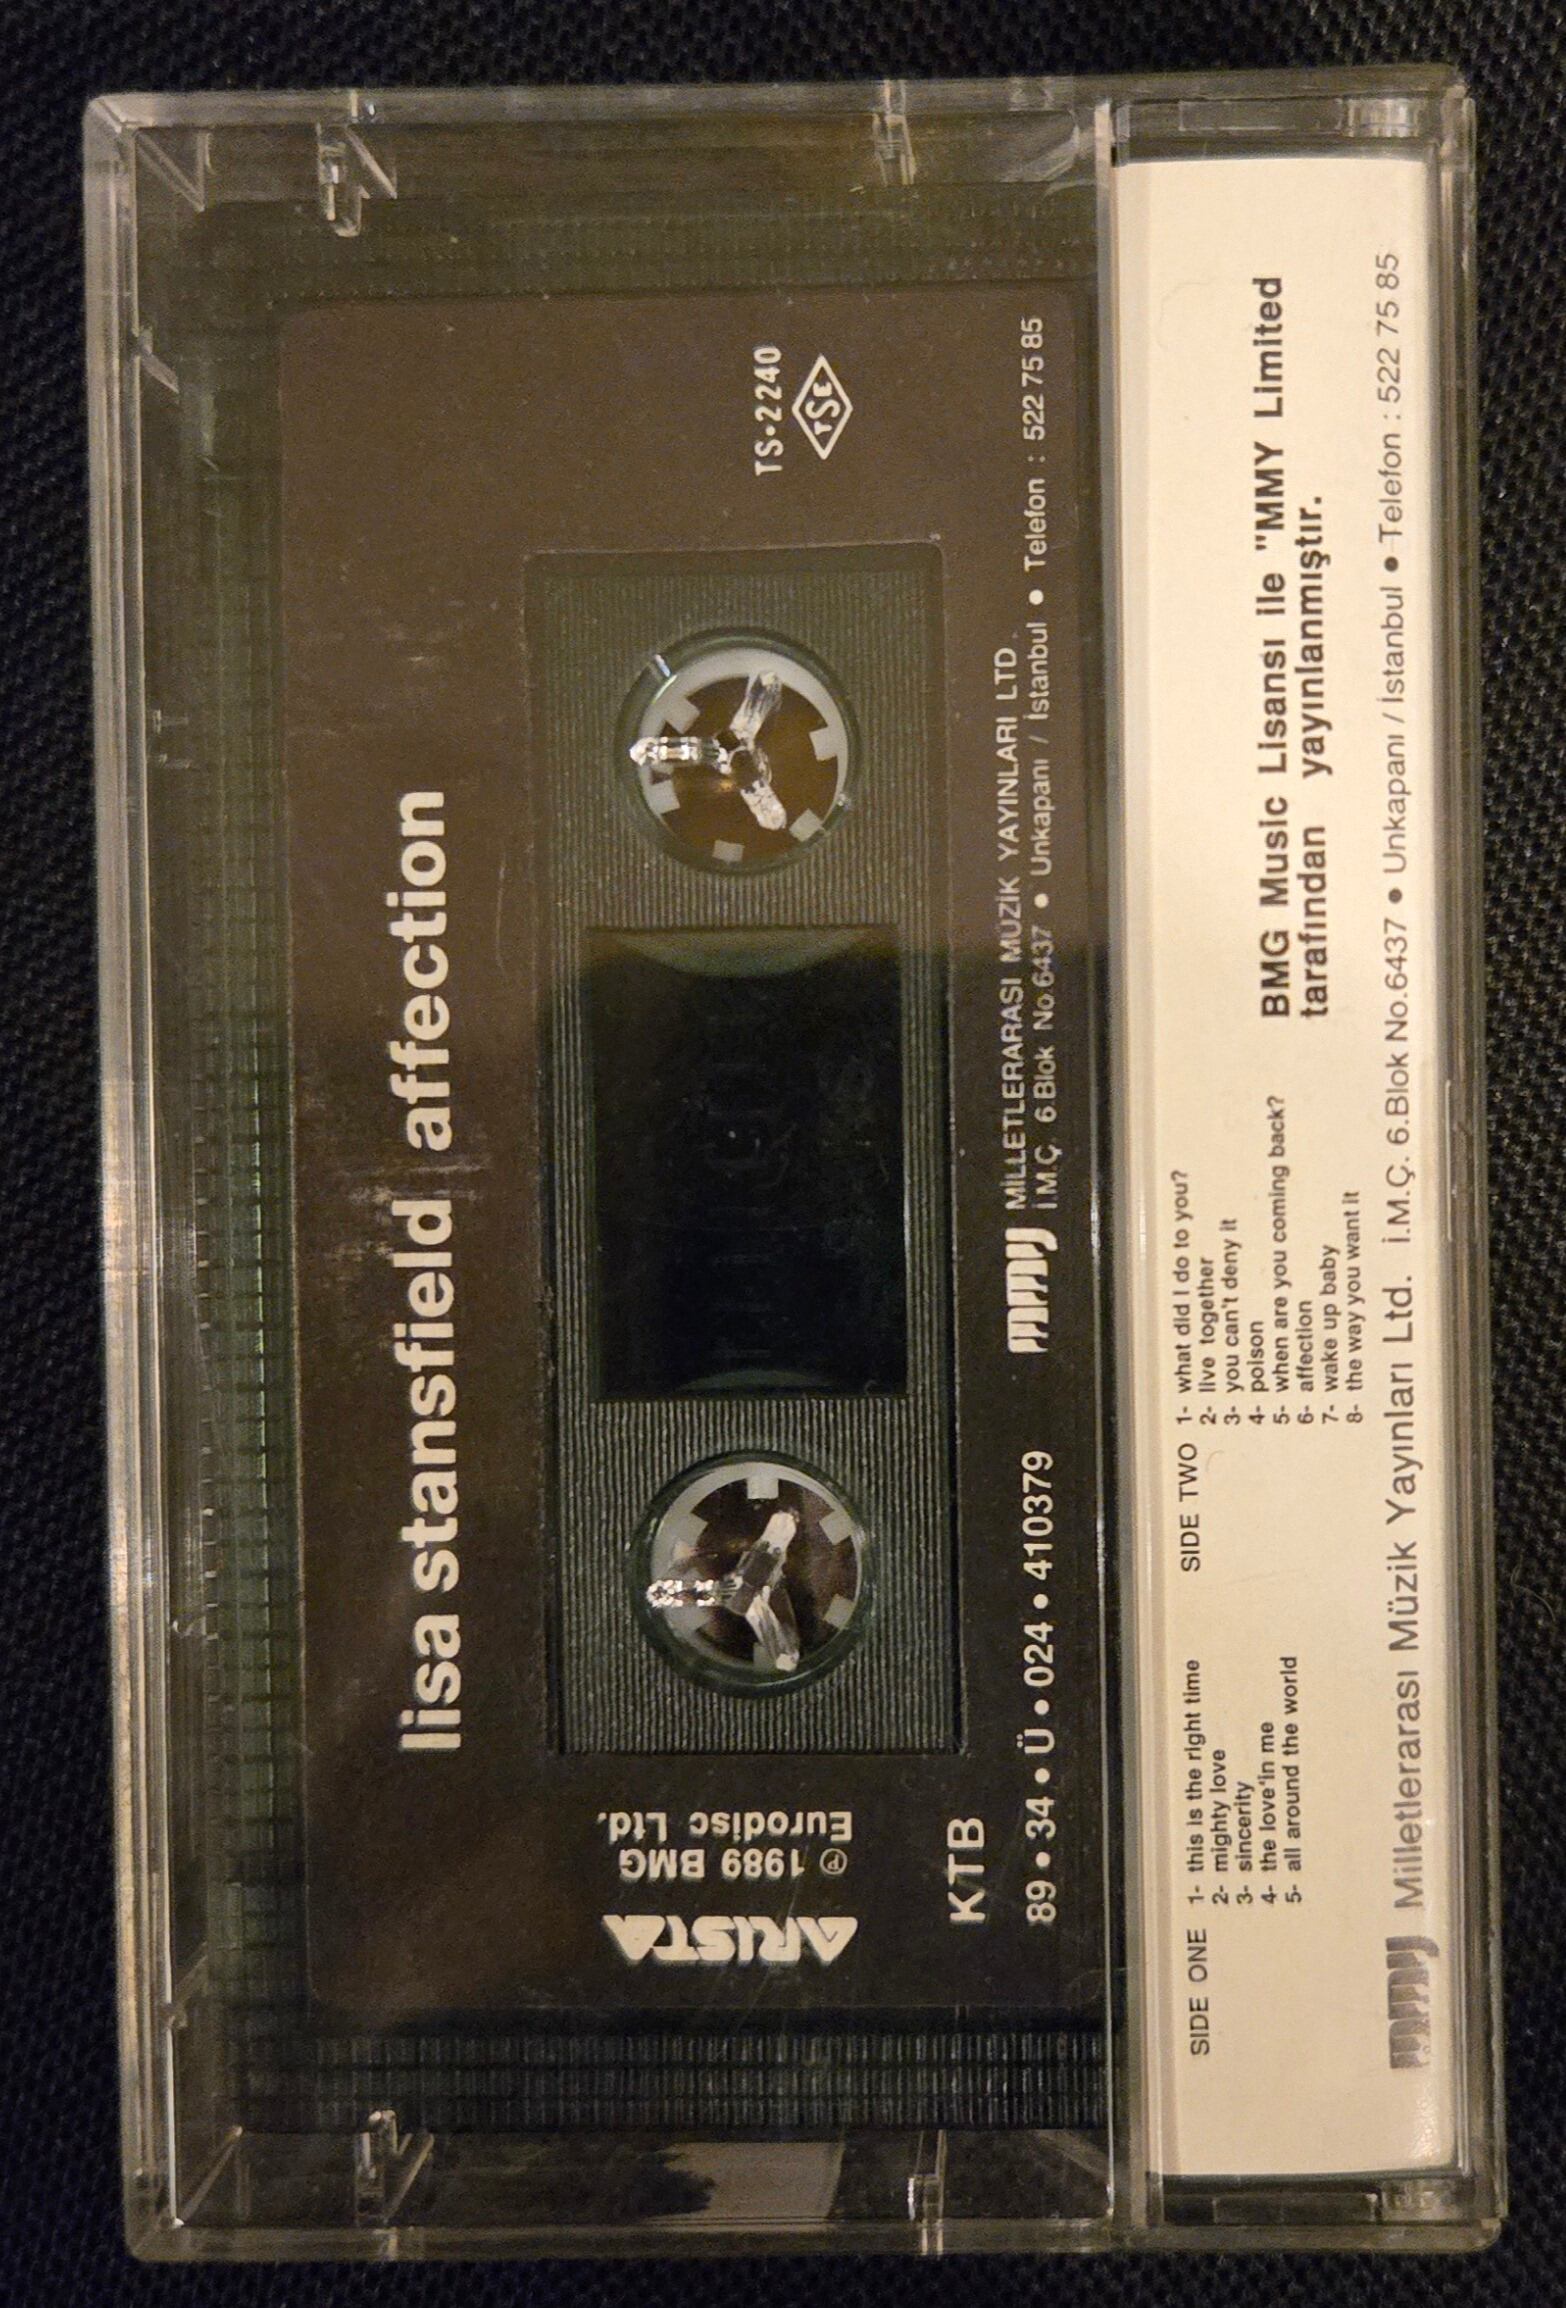 lisa stansfield affection
TS•2240
TSE
ARISTA
℗ 1989 BMG
Eurodisc Ltd.
KTB
89•34•Ü•024•410379
mmy
MİLLETLERARASI MÜZİK YAYINLARI LTD.
İ.M.Ç. 6.Blok No.6437 • Unkapanı / İstanbul • Telefon : 522 75 85
SIDE ONE
1- this is the right time
2- mighty love
3- sincerity
4- the love'in me
5- all around the world
SIDE TWO
1- what did I do to you?
2- live together
3- you can't deny it
4- poison
5- when are you coming back?
6- affection
7- wake up baby
8- the way you want it
BMG Music Lisansı ile "MMY Limited
tarafından yayınlanmıştır.
mmy Milletlerarası Müzik Yayınları Ltd. İ.M.Ç. 6.Blok No.6437 • Unkapanı / İstanbul • Telefon : 522 75 85